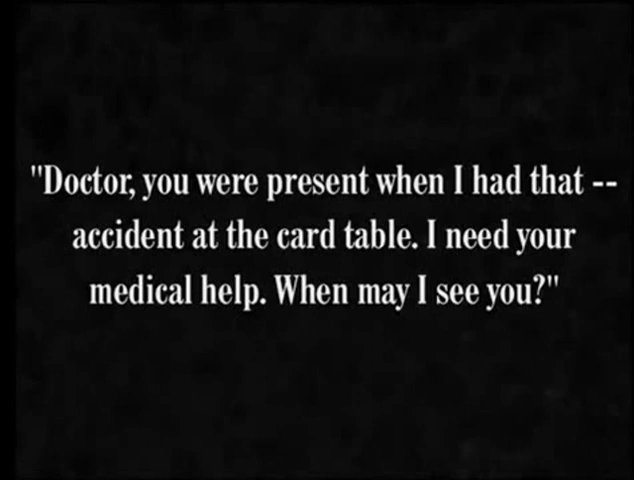 "Doctor, you were present when I had that --
accident at the card table. I need your
medical help. When may I see you?"